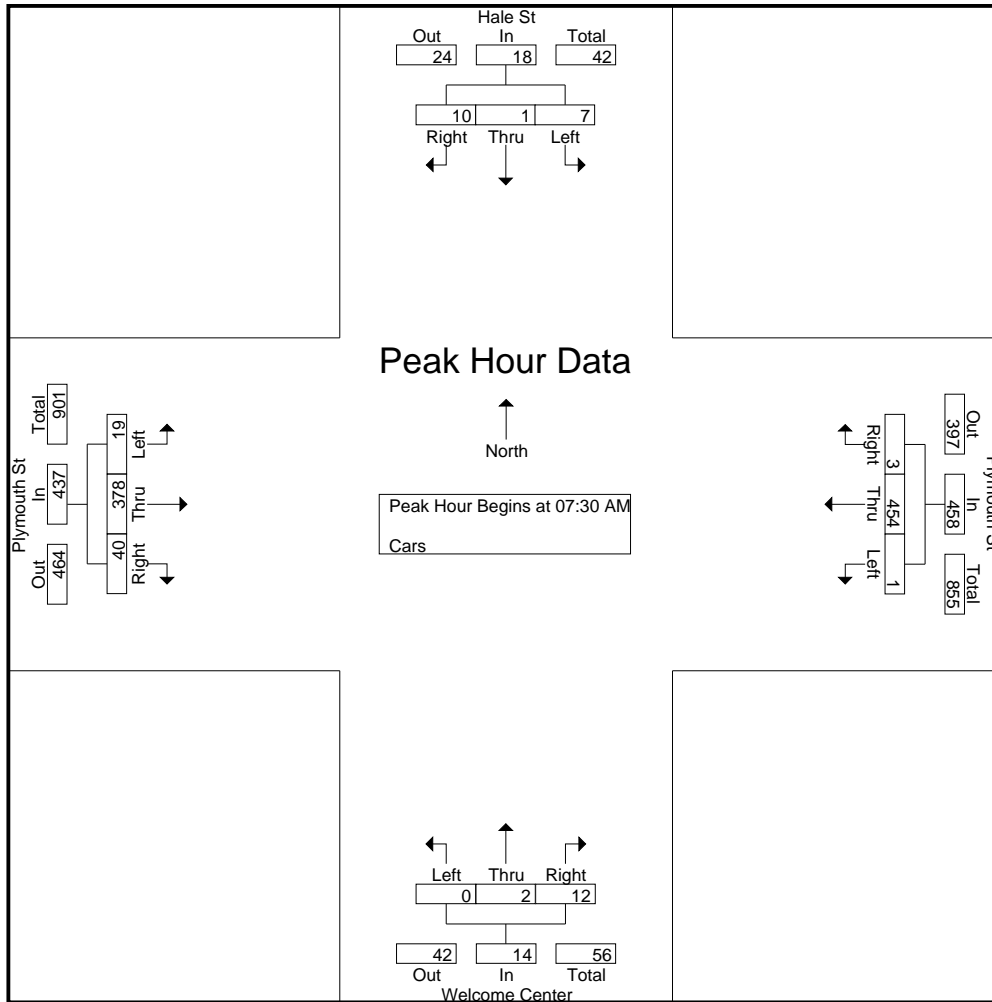 Hale St
Out In Total
24 18 42
10 1 7
Right Thru Left
Peak Hour Data
North
Peak Hour Begins at 07:30 AM
Cars
Plymouth St
Out In Total
464 437 901
40 378 19
Right Thru Left
Plymouth St
Out In Total
397 458 855
3 454 1
Right Thru Left
Left Thru Right
0 2 12
42 14 56
Out In Total
Welcome Center